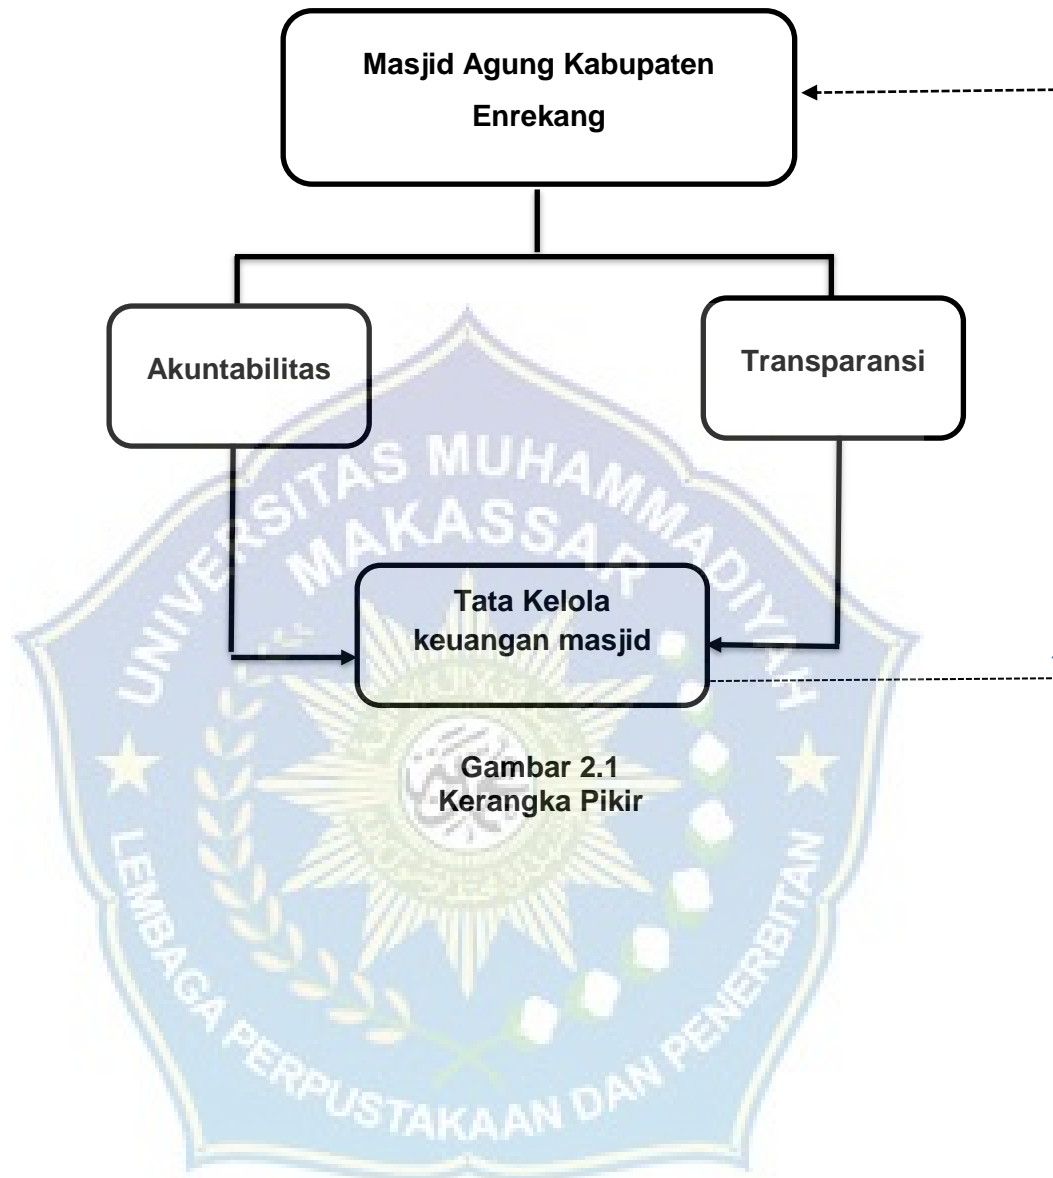 Masjid Agung Kabupaten
Enrekang
Akuntabilitas
Transparansi
UNIVERSITAS MUHAMMADIYAH
MAKASSAR
Tata Kelola
keuangan masjid
Gambar 2.1
Kerangka Pikir
LEMBAGA PERPUSTAKAAN DAN PENERBITAN